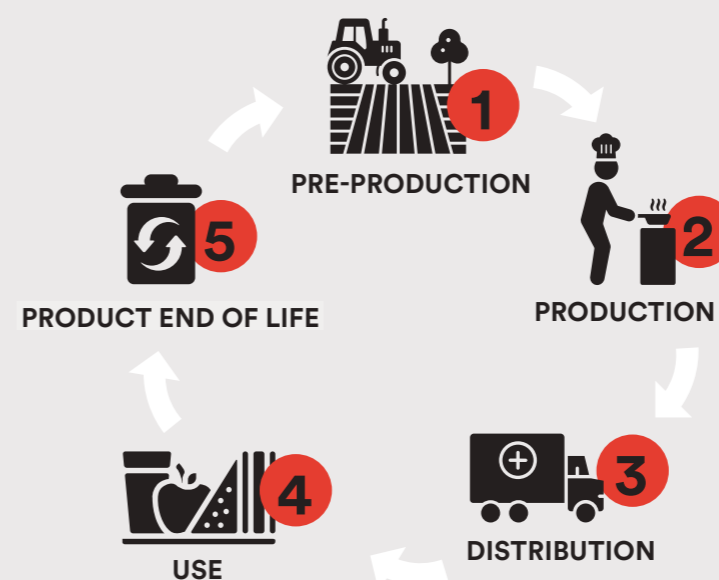 1
PRE-PRODUCTION
2
PRODUCTION
3
DISTRIBUTION
4
USE
5
PRODUCT END OF LIFE